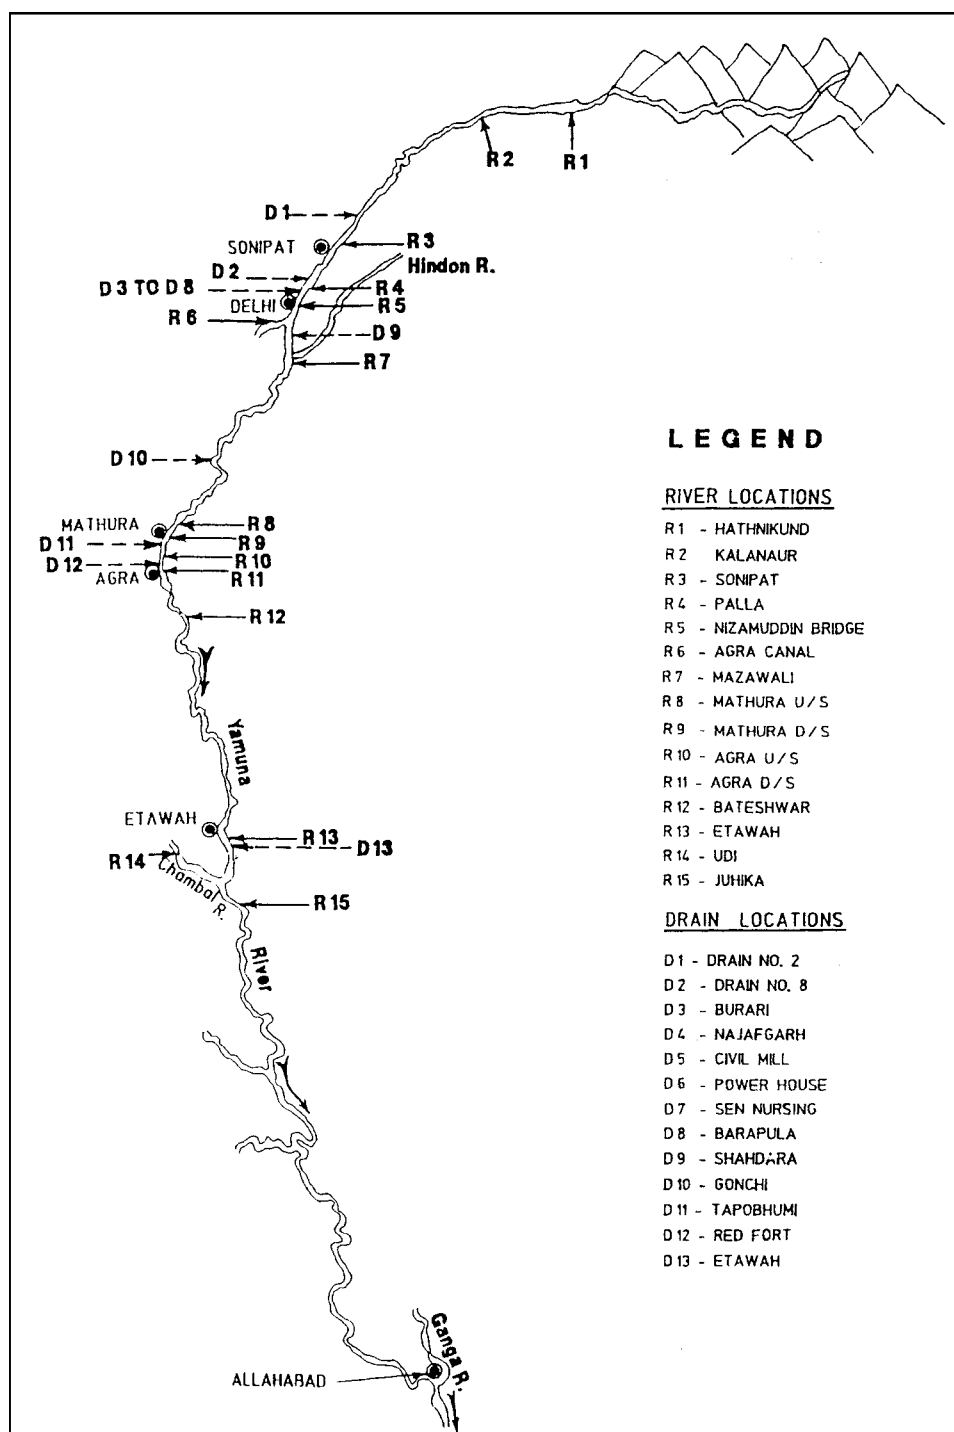 R2
R1
D1
SONIPAT
R3
Hindon R.
D2
D3 TO D8
R4
DELHI
R5
R6
D9
R7
D10
MATHURA
R8
D11
R9
D12
R10
AGRA
R11
R12
Yamuna
ETAWAH
R13
D13
R14
Chambal R.
R15
River
Ganga R.
ALLAHABAD
LEGEND
RIVER LOCATIONS
R1 - HATHNIKUND
R2 KALANAUR
R3 - SONIPAT
R4 - PALLA
R5 - NIZAMUDDIN BRIDGE
R6 - AGRA CANAL
R7 - MAZAWALI
R8 - MATHURA U/S
R9 - MATHURA D/S
R10 - AGRA U/S
R11 - AGRA D/S
R12 - BATESHWAR
R13 - ETAWAH
R14 - UDI
R15 - JUHIKA
DRAIN LOCATIONS
D1 - DRAIN NO. 2
D2 - DRAIN NO. 8
D3 - BURARI
D4 - NAJAFGARH
D5 - CIVIL MILL
D6 - POWER HOUSE
D7 - SEN NURSING
D8 - BARAPULA
D9 - SHAHDARA
D10 - GONCHI
D11 - TAPOBHUMI
D12 - RED FORT
D13 - ETAWAH